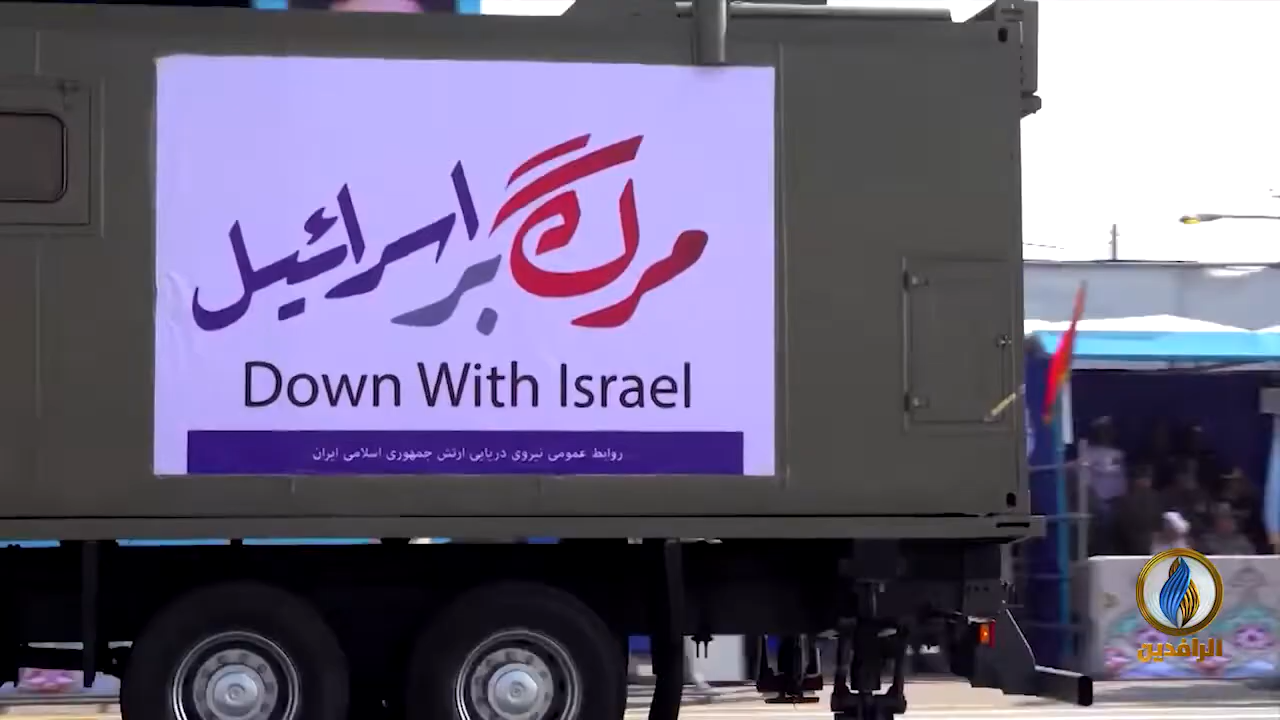 مرگ بر اسرائیل
Down With Israel
روابط عمومی نیروی دریایی ارتش جمهوری اسلامی ایران
الرافدين